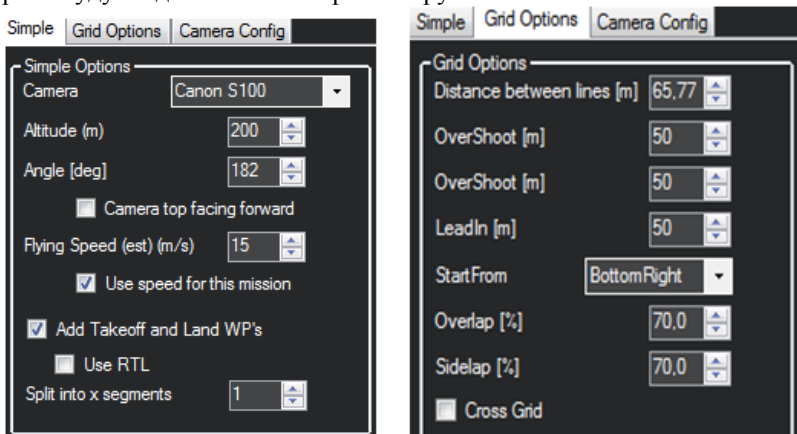 Simple Grid Options Camera Config
Simple Options
Camera Canon S100
Altitude (m) 200
Angle [deg] 182
Camera top facing forward
Flying Speed (est) (m/s) 15
Use speed for this mission
Add Takeoff and Land WP's
Use RTL
Split into x segments 1
Simple Grid Options Camera Config
Grid Options
Distance between lines [m] 65,77
OverShoot [m] 50
OverShoot [m] 50
LeadIn [m] 50
StartFrom BottomRight
Overlap [%] 70,0
Sidelap [%] 70,0
Cross Grid